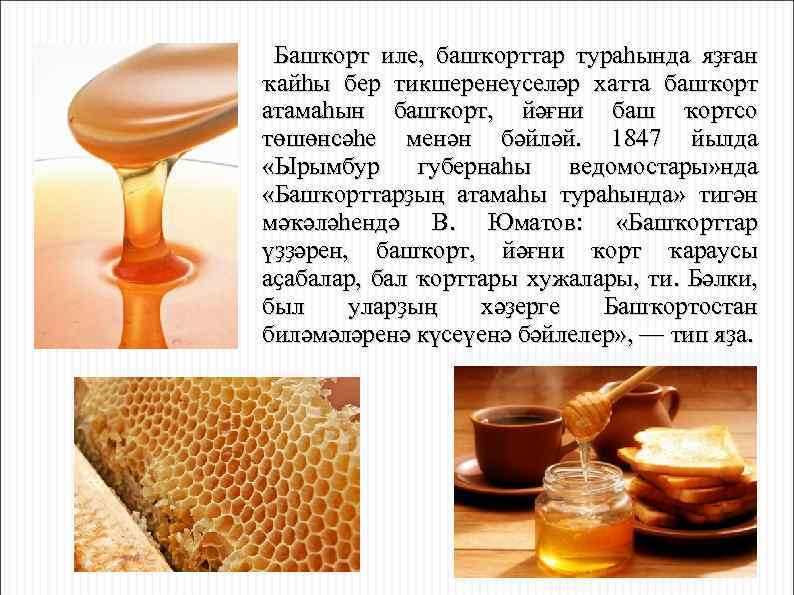 Башҡорт иле, башҡорттар тураһында яҙған
ҡайһы бер тикшеренеүселәр хатта башҡорт
атамаһын башҡорт, йәғни баш ҡортсо
төшөнсәһе менән бәйләй. 1847 йылда
«Ырымбур губернаһы ведомостары»нда
«Башҡорттарҙың атамаһы тураһында» тигән
мәҡәләһендә В. Юматов: «Башҡорттар
үҙҙәрен, башҡорт, йәғни ҡорт ҡараусы
аҫабалар, бал ҡорттары хужалары, ти. Бәлки,
был уларҙың хәҙерге Башҡортостан
биләмәләренә күсеүенә бәйлелер» , — тип яҙа.